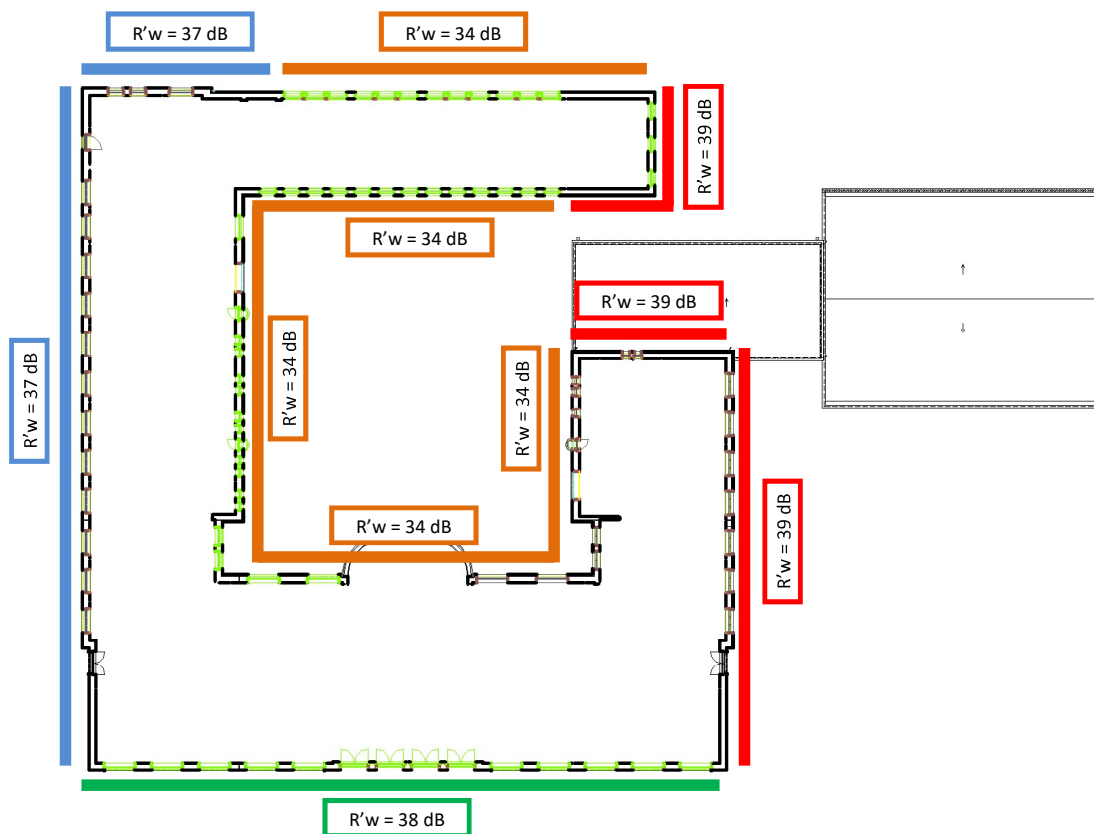 R’w = 37 dB
R’w = 34 dB
R’w = 39 dB
R’w = 34 dB
R’w = 39 dB
R’w = 37 dB
R’w = 34 dB
R’w = 34 dB
R’w = 34 dB
R’w = 39 dB
R’w = 38 dB